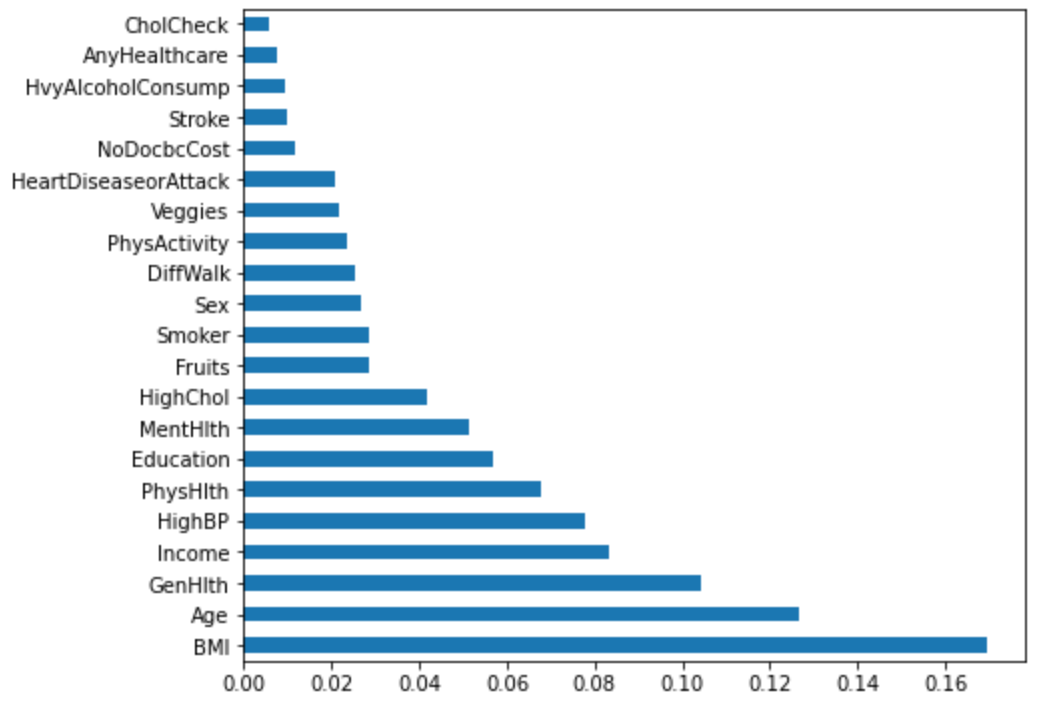 CholCheck
AnyHealthcare
HvyAlcoholConsump
Stroke
NoDocbcCost
HeartDiseaseorAttack
Veggies
PhysActivity
DiffWalk
Sex
Smoker
Fruits
HighChol
MentHlth
Education
PhysHlth
HighBP
Income
GenHlth
Age
BMI
0.00 0.02 0.04 0.06 0.08 0.10 0.12 0.14 0.16